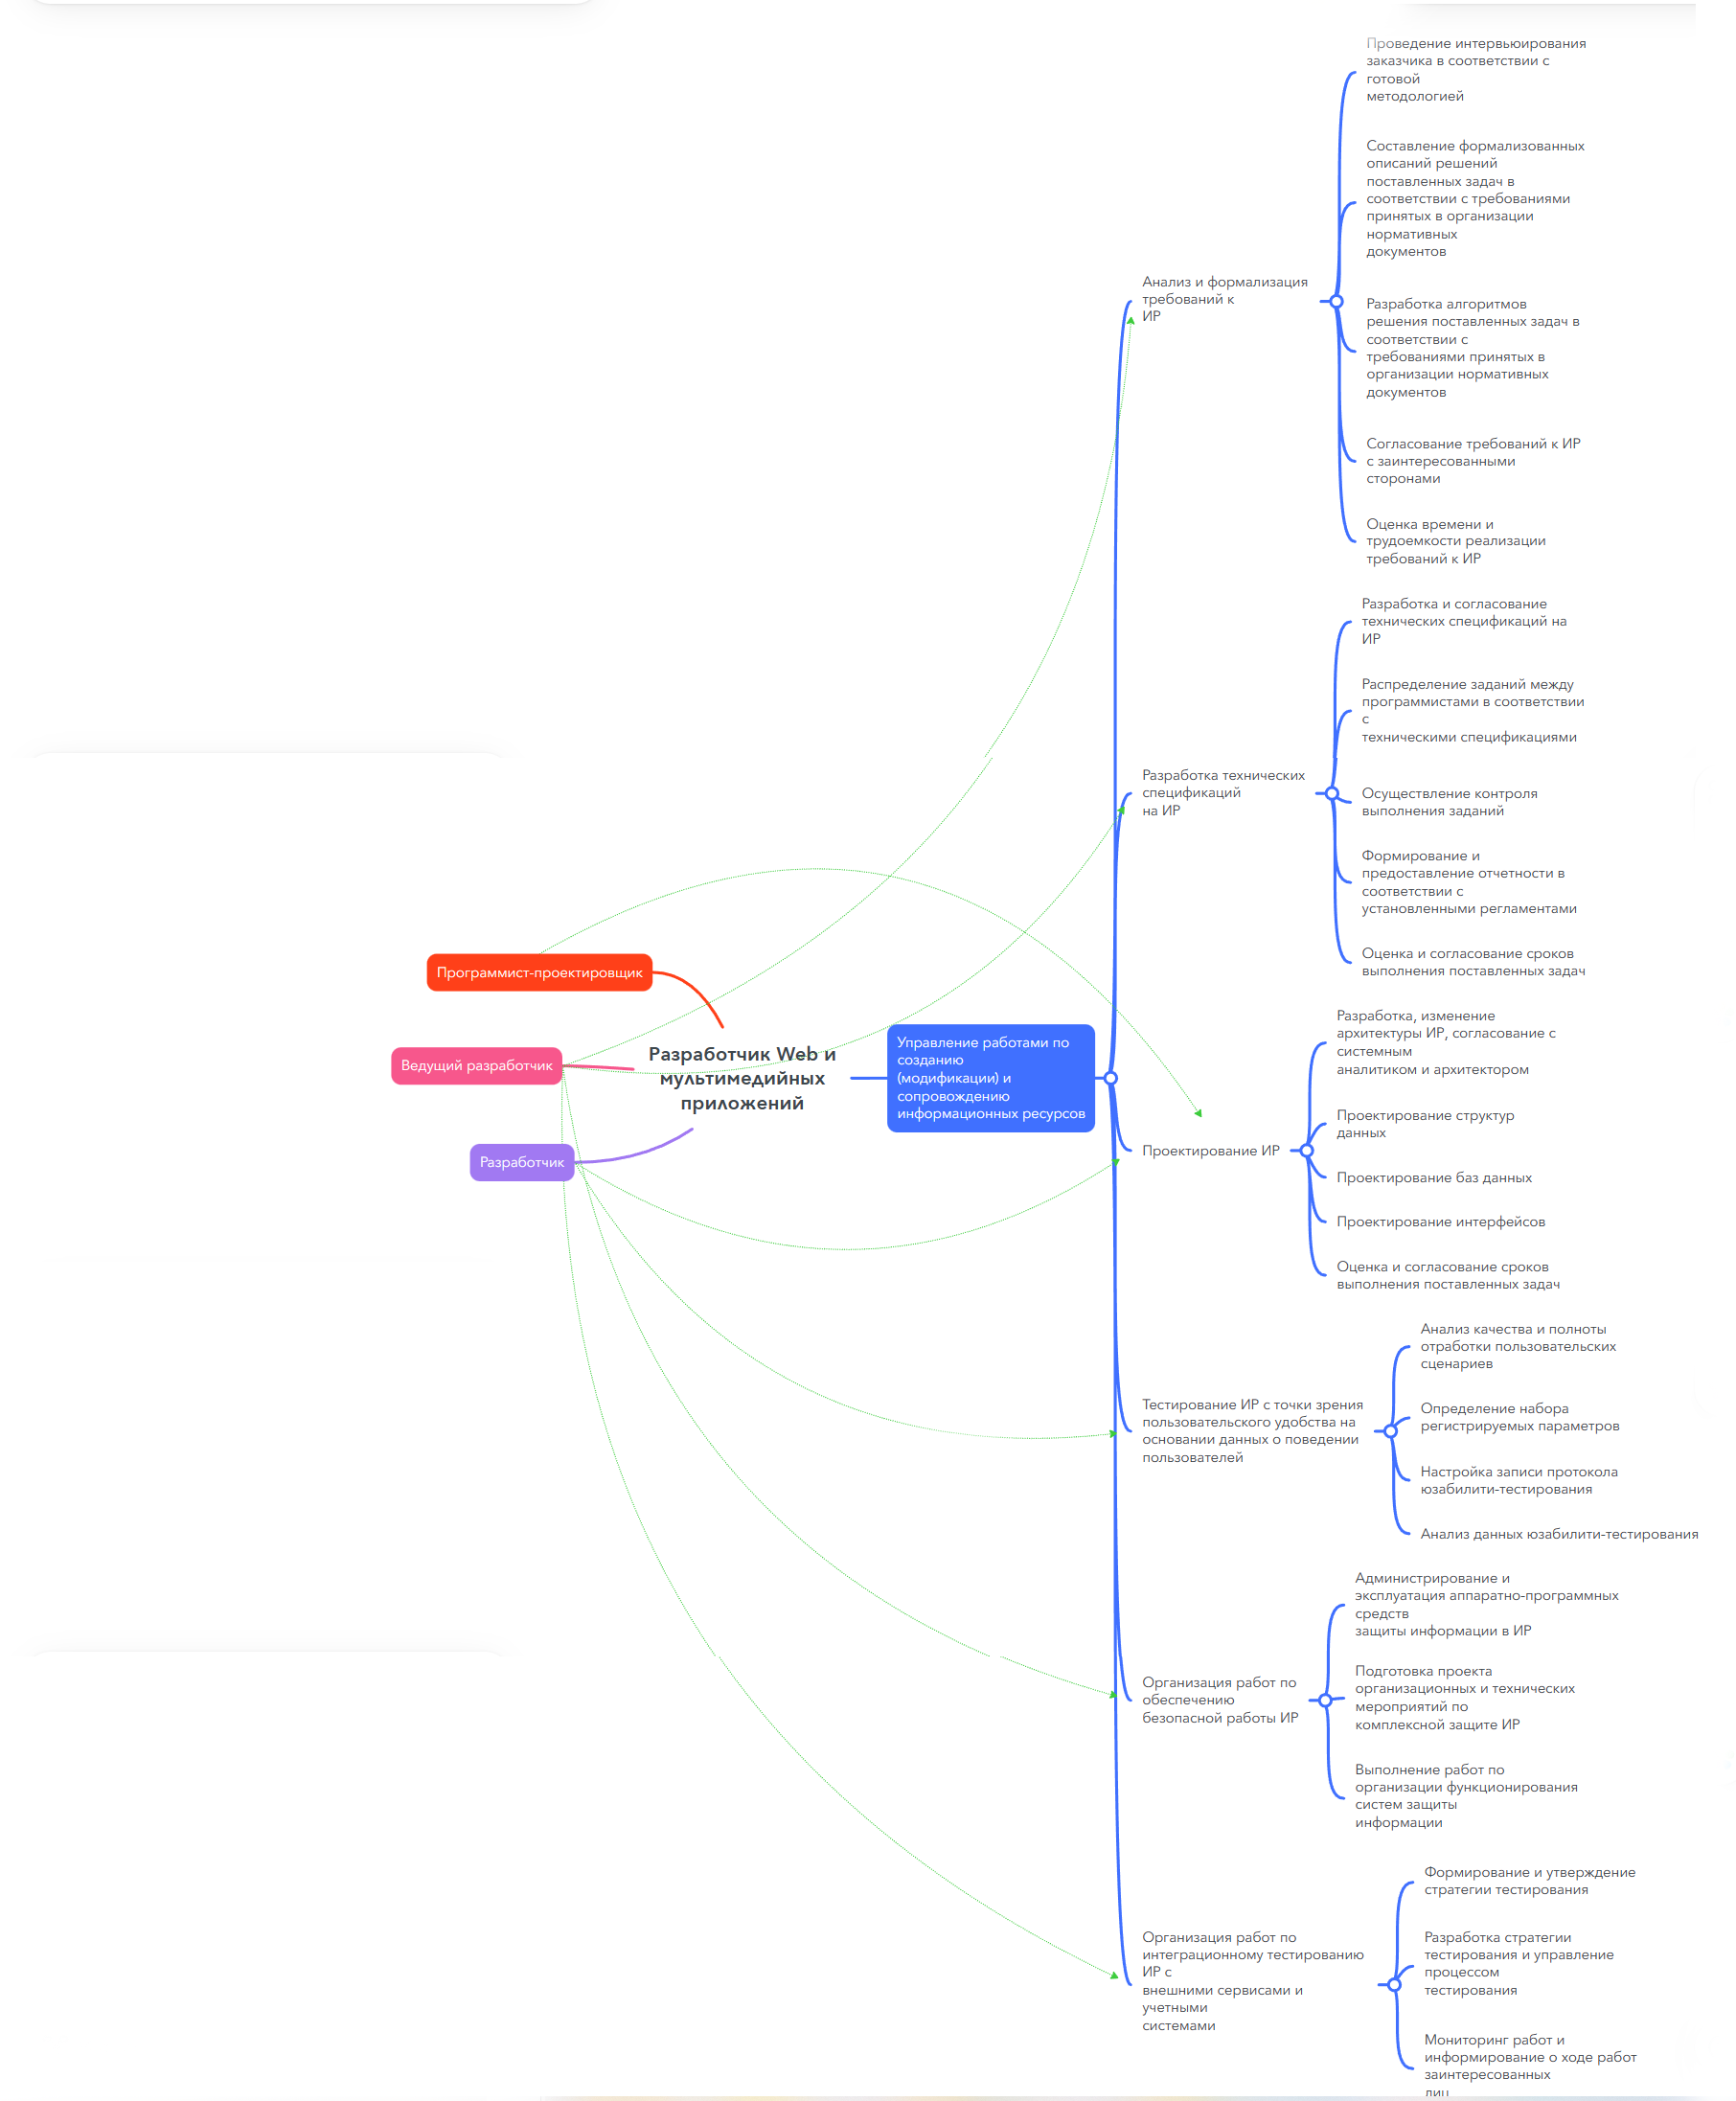 Программист-проектировщик
Ведущий разработчик
Разработчик
Разработчик Web и
мультимедийных
приложений
Управление работами по
созданию
(модификации) и
сопровождению
информационных ресурсов
Анализ и формализация
требований к
ИР
Проведение интервьюирования
заказчика в соответствии с
готовой
методологией
Составление формализованных
описаний решений
поставленных задач в
соответствии с требованиями
принятых в организации
нормативных
документов
Разработка алгоритмов
решения поставленных задач в
соответствии с
требованиями принятых в
организации нормативных
документов
Согласование требований к ИР
с заинтересованными
сторонами
Оценка времени и
трудоемкости реализации
требований к ИР
Разработка технических
спецификаций
на ИР
Разработка и согласование
технических спецификаций на
ИР
Распределение заданий между
программистами в соответствии
с
техническими спецификациями
Осуществление контроля
выполнения заданий
Формирование и
предоставление отчетности в
соответствии с
установленными регламентами
Оценка и согласование сроков
выполнения поставленных задач
Проектирование ИР
Разработка, изменение
архитектуры ИР, согласование с
системным
аналитиком и архитектором
Проектирование структур
данных
Проектирование баз данных
Проектирование интерфейсов
Оценка и согласование сроков
выполнения поставленных задач
Тестирование ИР с точки зрения
пользовательского удобства на
основании данных о поведении
пользователей
Анализ качества и полноты
отработки пользовательских
сценариев
Определение набора
регистрируемых параметров
Настройка записи протокола
юзабилити-тестирования
Анализ данных юзабилити-тестирования
Организация работ по
обеспечению
безопасной работы ИР
Администрирование и
эксплуатация аппаратно-программных
средств
защиты информации в ИР
Подготовка проекта
организационных и технических
мероприятий по
комплексной защите ИР
Выполнение работ по
организации функционирования
систем защиты
информации
Организация работ по
интеграционному тестированию
ИР с
внешними сервисами и
учетными
системами
Формирование и утверждение
стратегии тестирования
Разработка стратегии
тестирования и управление
процессом
тестирования
Мониторинг работ и
информирование о ходе работ
заинтересованных
лиц